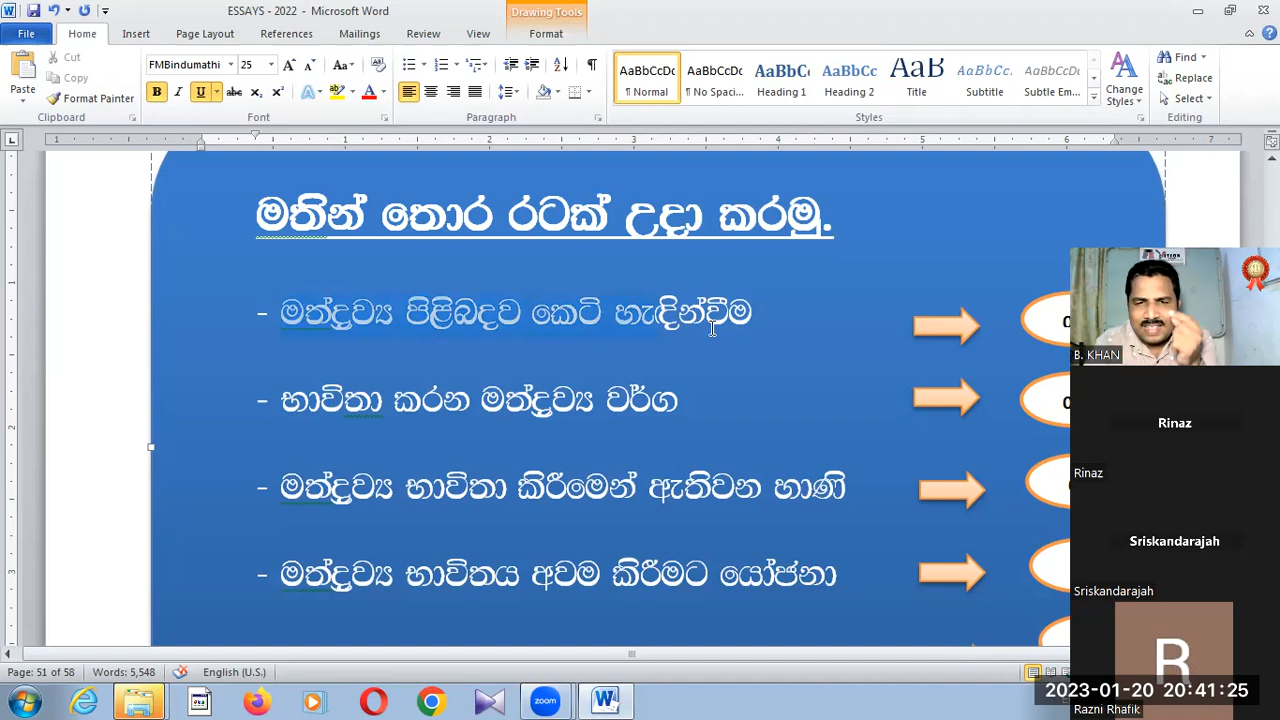 ESSAYS - 2022 - Microsoft Word
Drawing Tools
File Home Insert Page Layout References Mailings Review View Format
Paste
Cut
Copy
Format Painter
Clipboard
FMBindumathi 25
Font
Paragraph
AaBbCcDc AaBbCcDc AaBbCc AaBbCc AaB AaBbCc. AaBbCcDc
¶ Normal ¶ No Spaci... Heading 1 Heading 2 Title Subtitle Subtle Em...
Change Styles
Styles
Find
Replace
Select
Editing
මතින් තොර රටක් උදා කරමු.
- මත්ද්‍රව්‍ය පිළිබදව කෙටි හැඳින්වීම
- භාවිතා කරන මත්ද්‍රව්‍ය වර්ග
- මත්ද්‍රව්‍ය භාවිතා කිරීමෙන් ඇතිවන හාණි
- මත්ද්‍රව්‍ය භාවිතය අවම කිරීමට යෝජනා
B. KHAN
Rinaz
Rinaz
Sriskandarajah
Sriskandarajah
R
Razni Rhafik
2023-01-20 20:41:25
Page: 51 of 58 Words: 5,548 English (U.S.)
zoom